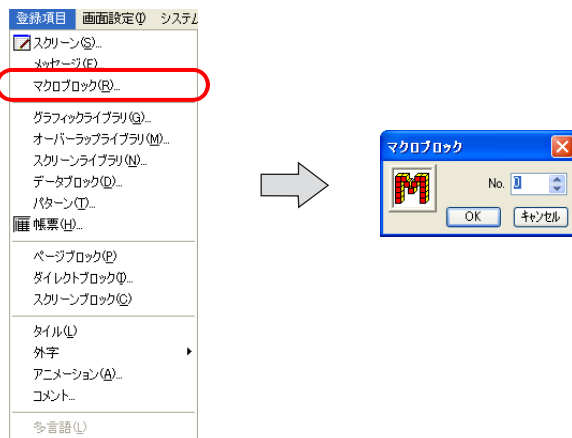 登録項目 画面設定(I) システム
スクリーン(S)...
メッセージ(F)
マクロブロック(R)...
グラフィックライブラリ(G)...
オーバーラップライブラリ(M)...
スクリーンライブラリ(N)...
データブロック(D)...
パターン(T)...
帳票(H)...
ページブロック(P)
ダイレクトブロック(I)...
スクリーンブロック(C)
タイル(L)
外字
アニメーション(A)...
コメント...
多言語(L)
マクロブロック
No. 0
OK キャンセル